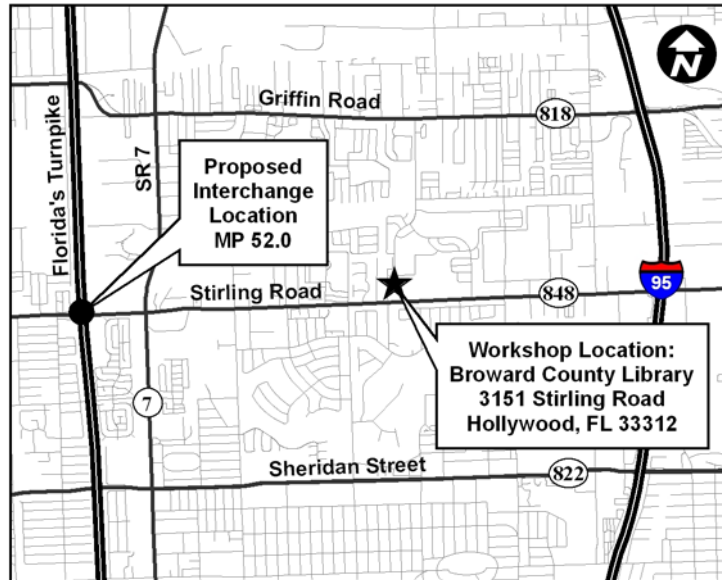 N
Griffin Road
818
Florida's Turnpike
SR 7
Proposed
Interchange
Location
MP 52.0
Stirling Road
848
95
Workshop Location:
Broward County Library
3151 Stirling Road
Hollywood, FL 33312
7
Sheridan Street
822